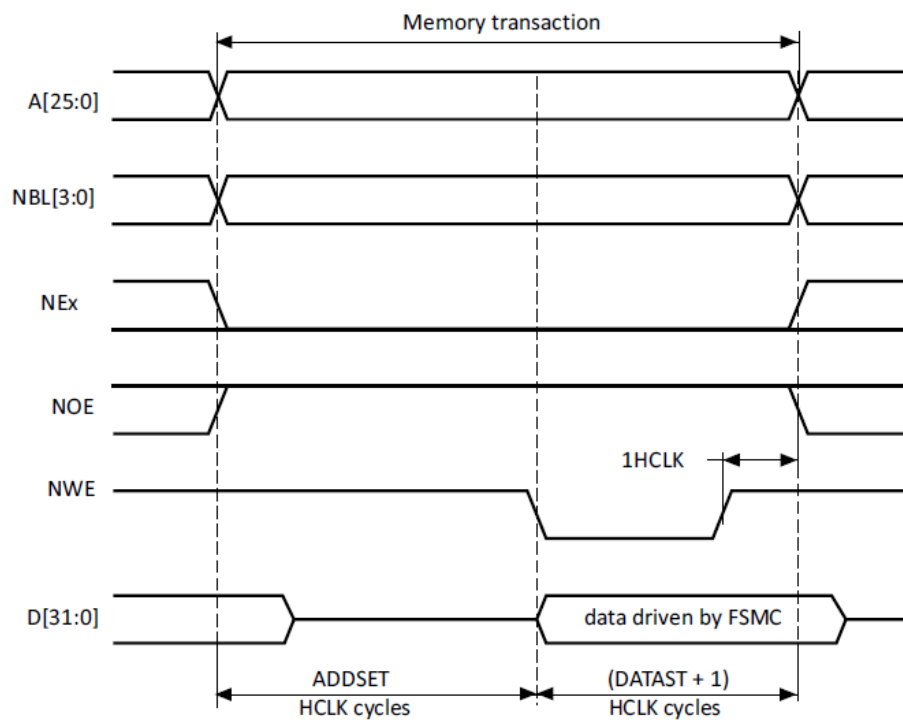 Memory transaction
A[25:0]
NBL[3:0]
NEx
NOE
1HCLK
NWE
D[31:0]
data driven by FSMC
ADDSET
HCLK cycles
(DATAST + 1)
HCLK cycles